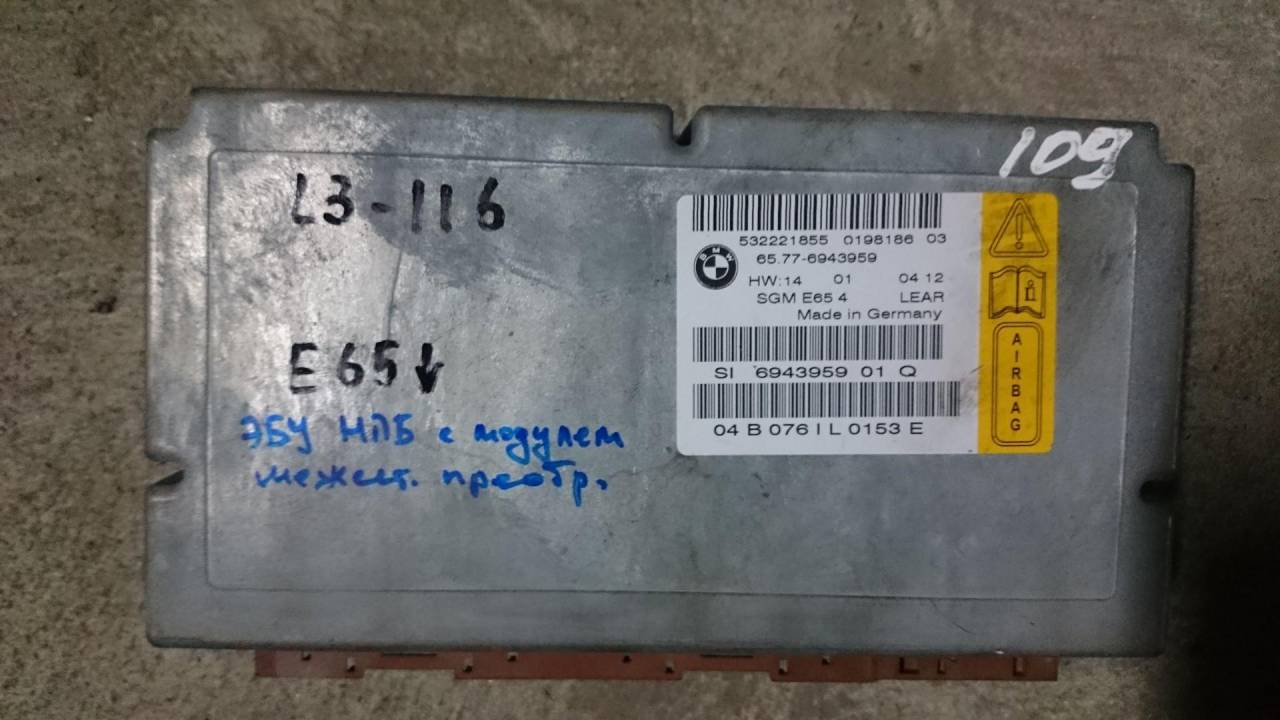 109
L3-116
E65↓
ЭБУ НПБ с модулем
межсет. преобр.
BMW
532221855 0198186 03
65.77-6943959
HW:14 01 04 12
SGM E65 4 LEAR
Made in Germany
SI 6943959 01 Q
04 B 076 I L 0153 E
AIRBAG